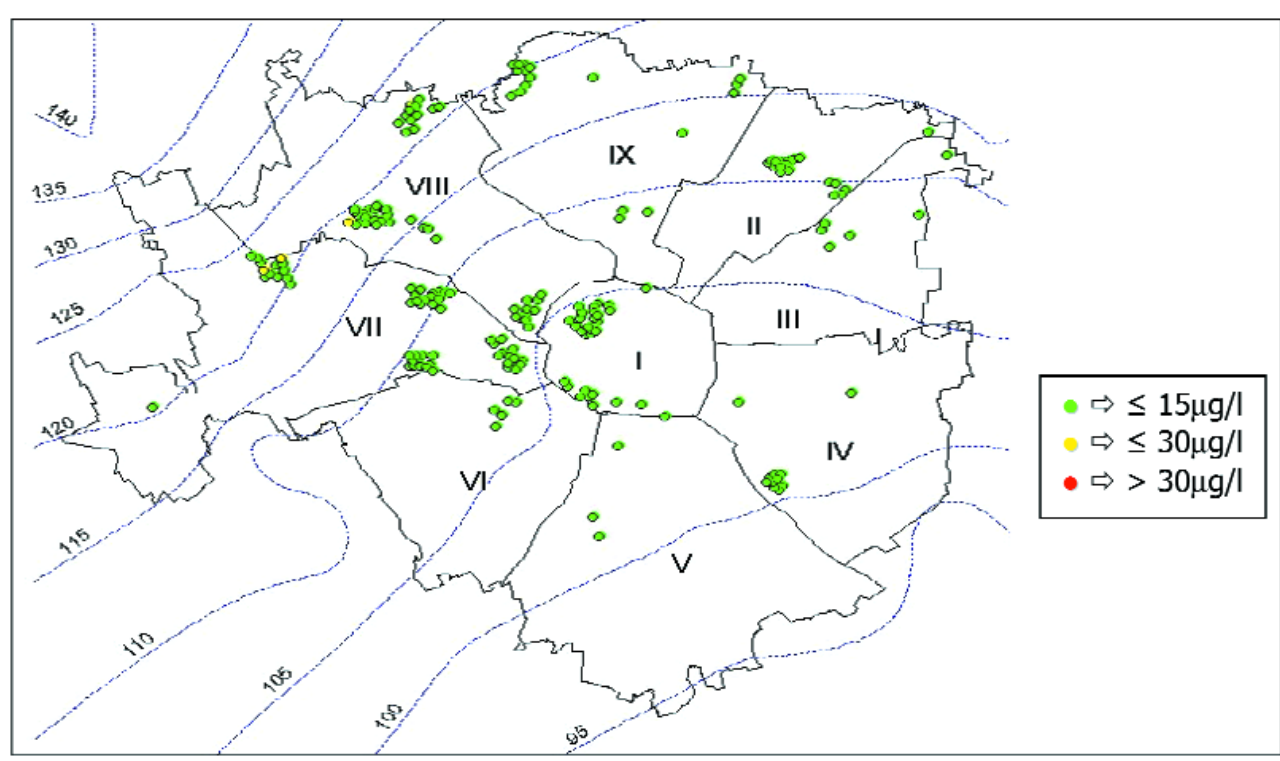 140
135
IX
VIII
130
II
125
III
VII
I
⇨ ≤ 15µg/l
120
⇨ ≤ 30µg/l
IV
VI
⇨ > 30µg/l
115
V
110
105
100
95